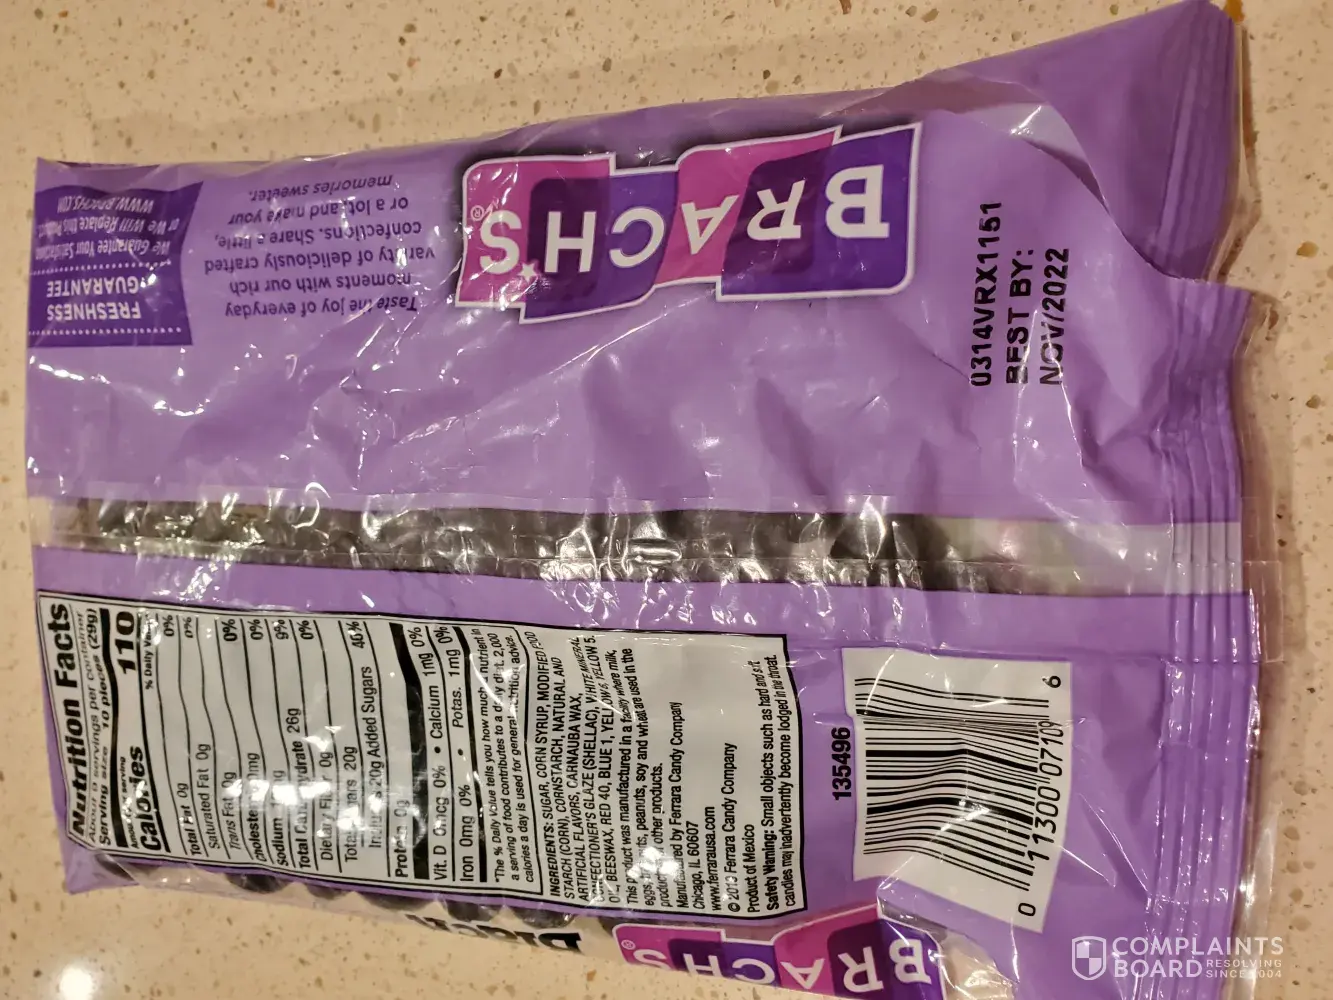 BRACH'S®
Taste the joy of everyday
moments with our rich
variety of deliciously crafted
confections. Share a little,
or a lot, and make your
memories sweeter.
FRESHNESS
GUARANTEE
We Guarantee Your Satisfaction
or We Will Replace this Product
WWW.BRACHS.COM
0314VRX1151
BEST BY:
NOV/2022
Nutrition Facts
servings per container
Serving size 10 pieces (29g)
Calories 110
% Daily Value
Total Fat 0g 0%
Saturated Fat 0g 0%
Trans Fat 0g
0%
0%
Sodium 9%
Total Carbohydrate 26g
Dietary Fiber 0g 0%
Total Sugars 20g
Includes 20g Added Sugars
Protein 0g
Vit. D 0mcg 0% • Calcium 1mg 0%
Iron 0mg 0% • Potas. 1mg 0%
*The % Daily Value tells you how much a nutrient in
a serving of food contributes to a daily diet. 2,000
calories a day is used for general nutrition advice.
INGREDIENTS: SUGAR, CORN SYRUP, MODIFIED FOOD
STARCH (CORN), CORNSTARCH, NATURAL AND
ARTIFICIAL FLAVORS, CARNAUBA WAX,
CONFECTIONER'S GLAZE (SHELLAC), WHITE MINERAL
OIL, BEESWAX, RED 40, BLUE 1, YELLOW 6, YELLOW 5.
This product was manufactured in a facility where milk,
eggs, peanuts, soy and wheat are used in the
production of other products.
Manufactured by Ferrara Candy Company
Chicago, IL 60607
www.ferrarausa.com
Ferrara Candy Company
Product of Mexico
Safety Warning: Small objects such as hard and soft
candies may inadvertently become lodged in the throat.
135496
0 11300 07109 6
BRACH'S®
COMPLAINTS
BOARD RESOLVING
SINCE 2004